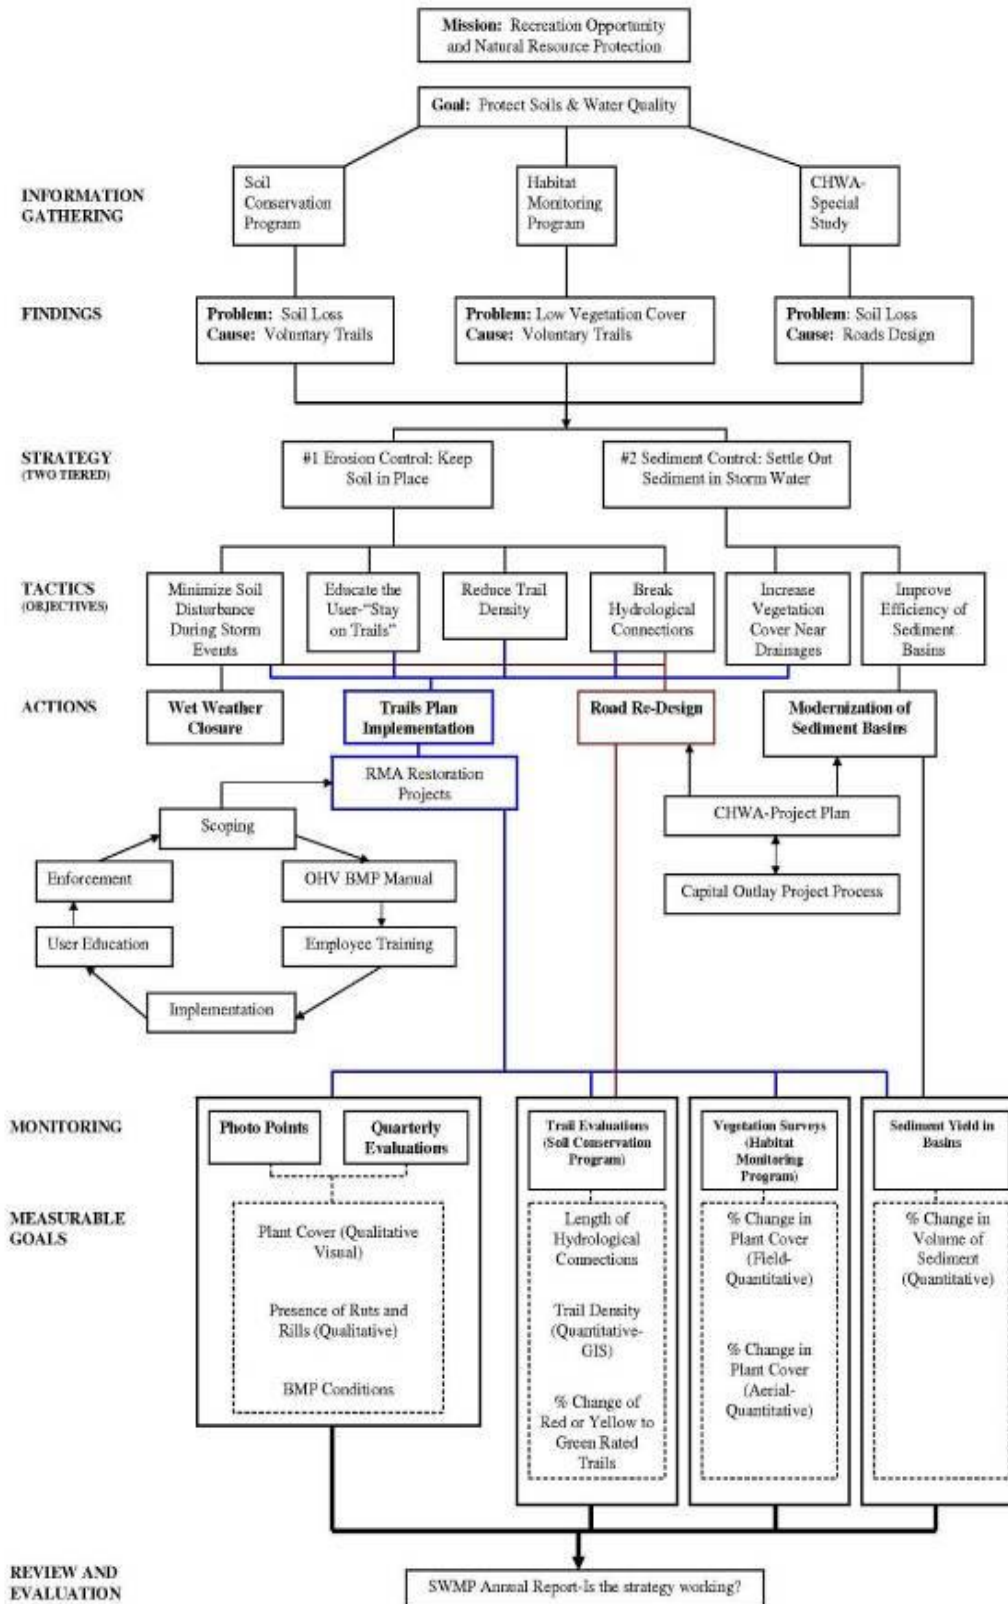 Mission: Recreation Opportunity
and Natural Resource Protection
Goal: Protect Soils & Water Quality
INFORMATION
GATHERING
Soil
Conservation
Program
Habitat
Monitoring
Program
CHWA-
Special
Study
FINDINGS
Problem: Soil Loss
Cause: Voluntary Trails
Problem: Low Vegetation Cover
Cause: Voluntary Trails
Problem: Soil Loss
Cause: Roads Design
STRATEGY
(TWO TIERED)
#1 Erosion Control: Keep
Soil in Place
#2 Sediment Control: Settle Out
Sediment in Storm Water
TACTICS
(OBJECTIVES)
Minimize Soil
Disturbance
During Storm
Events
Educate the
User-"Stay
on Trails"
Reduce Trail
Density
Break
Hydrological
Connections
Increase
Vegetation
Cover Near
Drainages
Improve
Efficiency of
Sediment
Basins
ACTIONS
Wet Weather
Closure
Trails Plan
Implementation
Road Re-Design
Modernization of
Sediment Basins
RMA Restoration
Projects
CHWA-Project Plan
Capital Outlay Project Process
Scoping
Enforcement
OHV BMP Manual
User Education
Employee Training
Implementation
MONITORING
Photo Points
Quarterly
Evaluations
Trail Evaluations
(Soil Conservation
Program)
Vegetation Surveys
(Habitat
Monitoring
Program)
Sediment Yield in
Basins
MEASURABLE
GOALS
Plant Cover (Qualitative
Visual)
Presence of Ruts and
Rills (Qualitative)
BMP Conditions
Length of
Hydrological
Connections
Trail Density
(Quantitative-
GIS)
% Change of
Red or Yellow to
Green Rated
Trails
% Change in
Plant Cover
(Field-
Quantitative)
% Change in
Plant Cover
(Aerial-
Quantitative)
% Change in
Volume of
Sediment
(Quantitative)
REVIEW AND
EVALUATION
SWMP Annual Report-Is the strategy working?